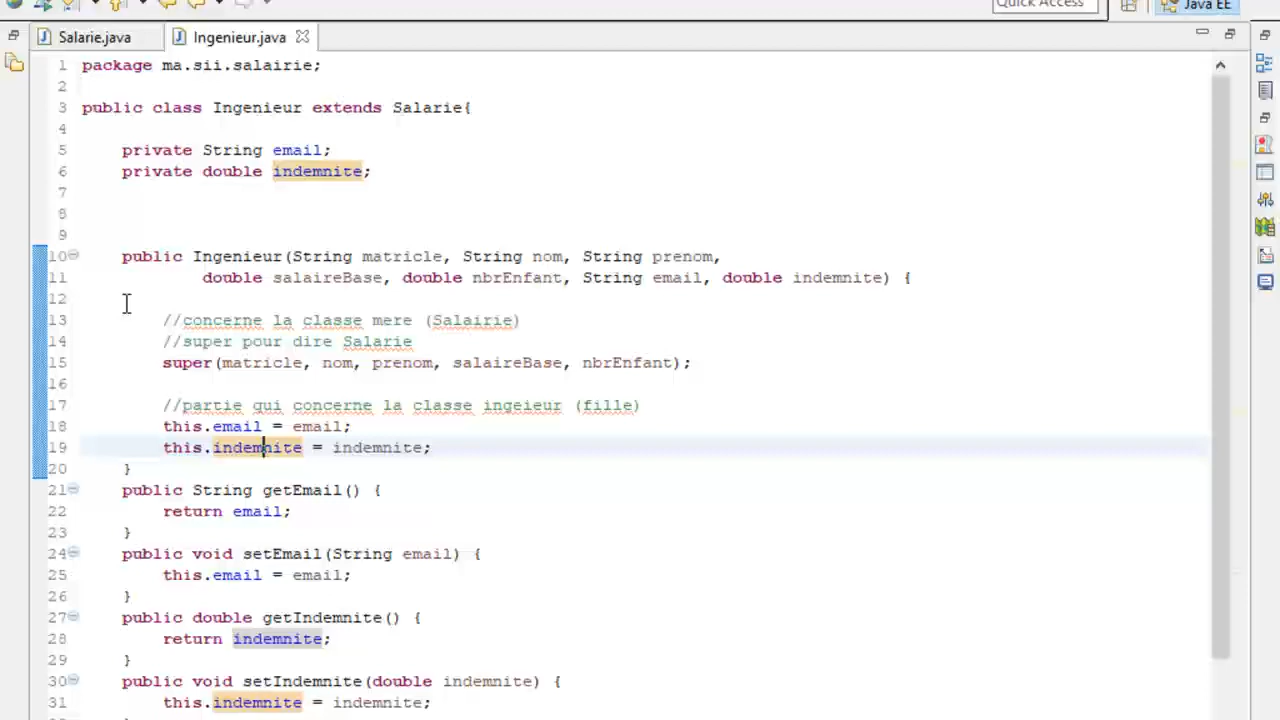 Quick Access
Java EE
Salarie.java
Ingenieur.java
1 package ma.sii.salairie;
2
3 public class Ingenieur extends Salarie{
4
5 private String email;
6 private double indemnite;
7
8
9
10 public Ingenieur(String matricle, String nom, String prenom,
11 double salaireBase, double nbrEnfant, String email, double indemnite) {
12
13 //concerne la classe mere (Salairie)
14 //super pour dire Salarie
15 super(matricle, nom, prenom, salaireBase, nbrEnfant);
16
17 //partie qui concerne la classe ingeieur (fille)
18 this.email = email;
19 this.indemnite = indemnite;
20 }
21 public String getEmail() {
22 return email;
23 }
24 public void setEmail(String email) {
25 this.email = email;
26 }
27 public double getIndemnite() {
28 return indemnite;
29 }
30 public void setIndemnite(double indemnite) {
31 this.indemnite = indemnite;